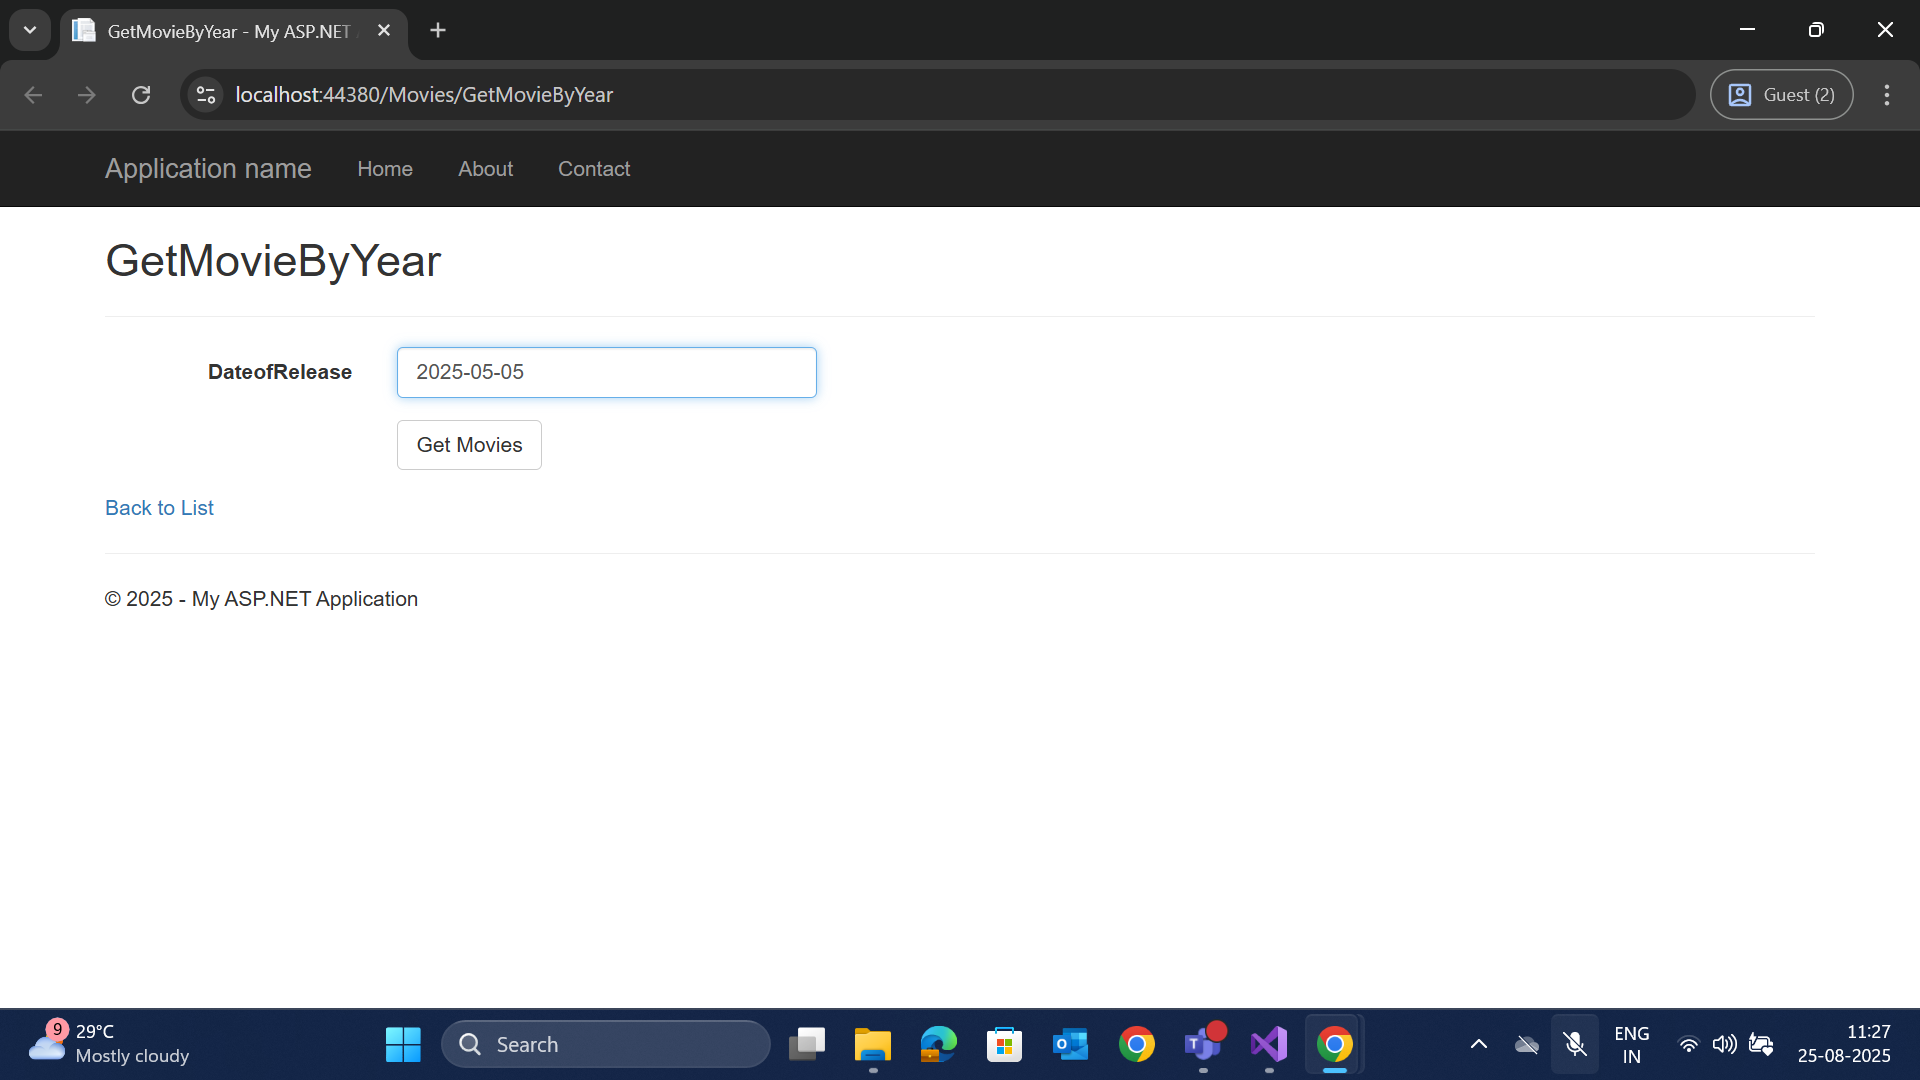 GetMovieByYear - My ASP.NET
localhost:44380/Movies/GetMovieByYear
Guest (2)
Application name
Home
About
Contact
GetMovieByYear
DateofRelease
2025-05-05
Get Movies
Back to List
© 2025 - My ASP.NET Application
9
29°C
Mostly cloudy
Search
ENG
IN
11:27
25-08-2025